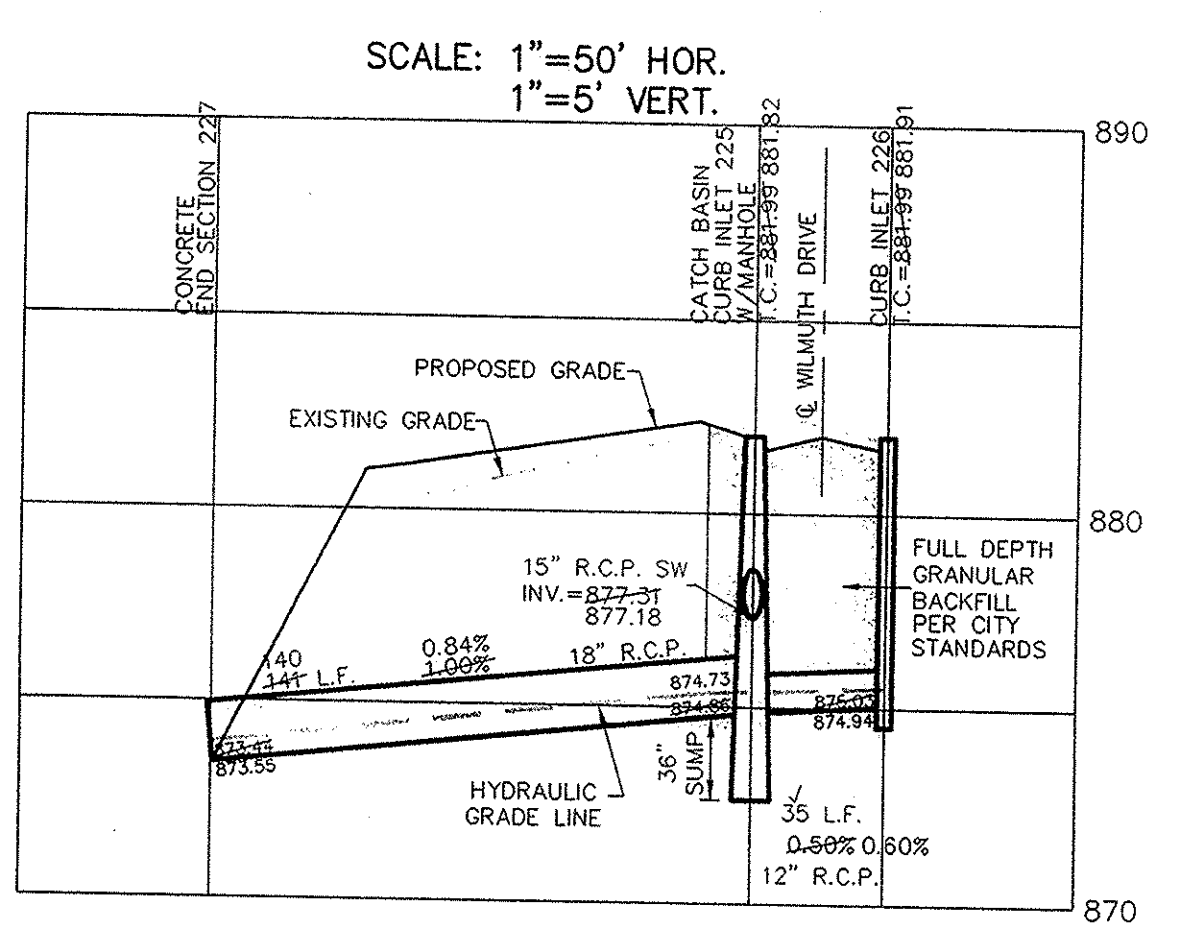 SCALE: 1"=50' HOR.
1"=5' VERT.
890
CONCRETE
END SECTION 227
CATCH BASIN
CURB INLET 225
W/MANHOLE
T.C.=881.99 881.82
℄ WILMUTH DRIVE
CURB INLET 226
T.C.=881.99 881.91
PROPOSED GRADE
EXISTING GRADE
880
15" R.C.P. SW
INV.=877.31
877.18
FULL DEPTH
GRANULAR
BACKFILL
PER CITY
STANDARDS
140
141 L.F.
0.84%
1.00%
18" R.C.P.
874.73
874.86
875.03
874.94
873.44
873.55
36"
SUMP
HYDRAULIC
GRADE LINE
35 L.F.
0.50% 0.60%
12" R.C.P.
870